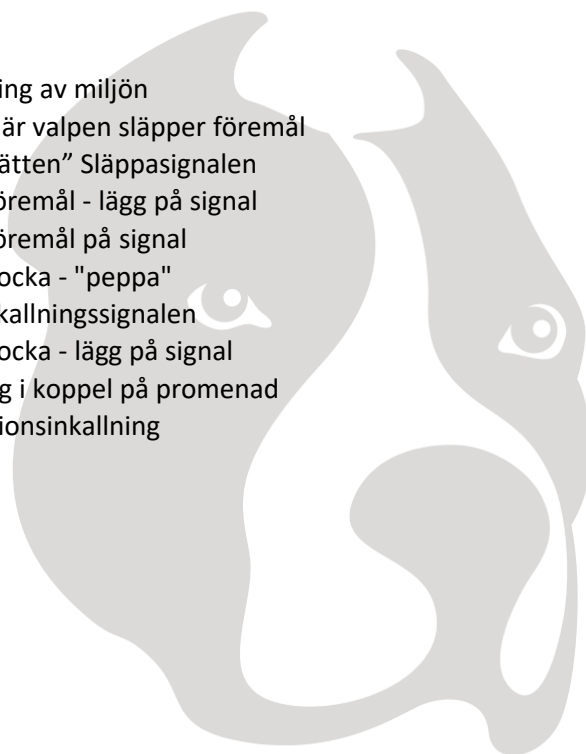 ing av miljön
är valpen släpper föremål
ätten” Släppasignalen
öremål - lägg på signal
öremål på signal
ocka - "peppa"
kallningssignalen
ocka - lägg på signal
g i koppel på promenad
ionsinkallning